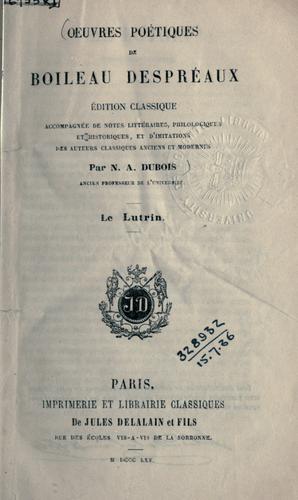 OEUVRES POÉTIQUES
DE
BOILEAU DESPRÉAUX
ÉDITION CLASSIQUE
ACCOMPAGNÉE DE NOTES LITTÉRAIRES, PHILOLOGIQUES
ET HISTORIQUES, ET D'IMITATIONS
DES AUTEURS CLASSIQUES ANCIENS ET MODERNES
Par N. A. DUBOIS
ANCIEN PROFESSEUR DE L'UNIVERSITÉ
Le Lutrin.
JD
328932
15.7.36
PARIS.
IMPRIMERIE ET LIBRAIRIE CLASSIQUES
De JULES DELALAIN et FILS
RUE DES ÉCOLES VIS-A-VIS DE LA SORBONNE.
M DCCC LXX.